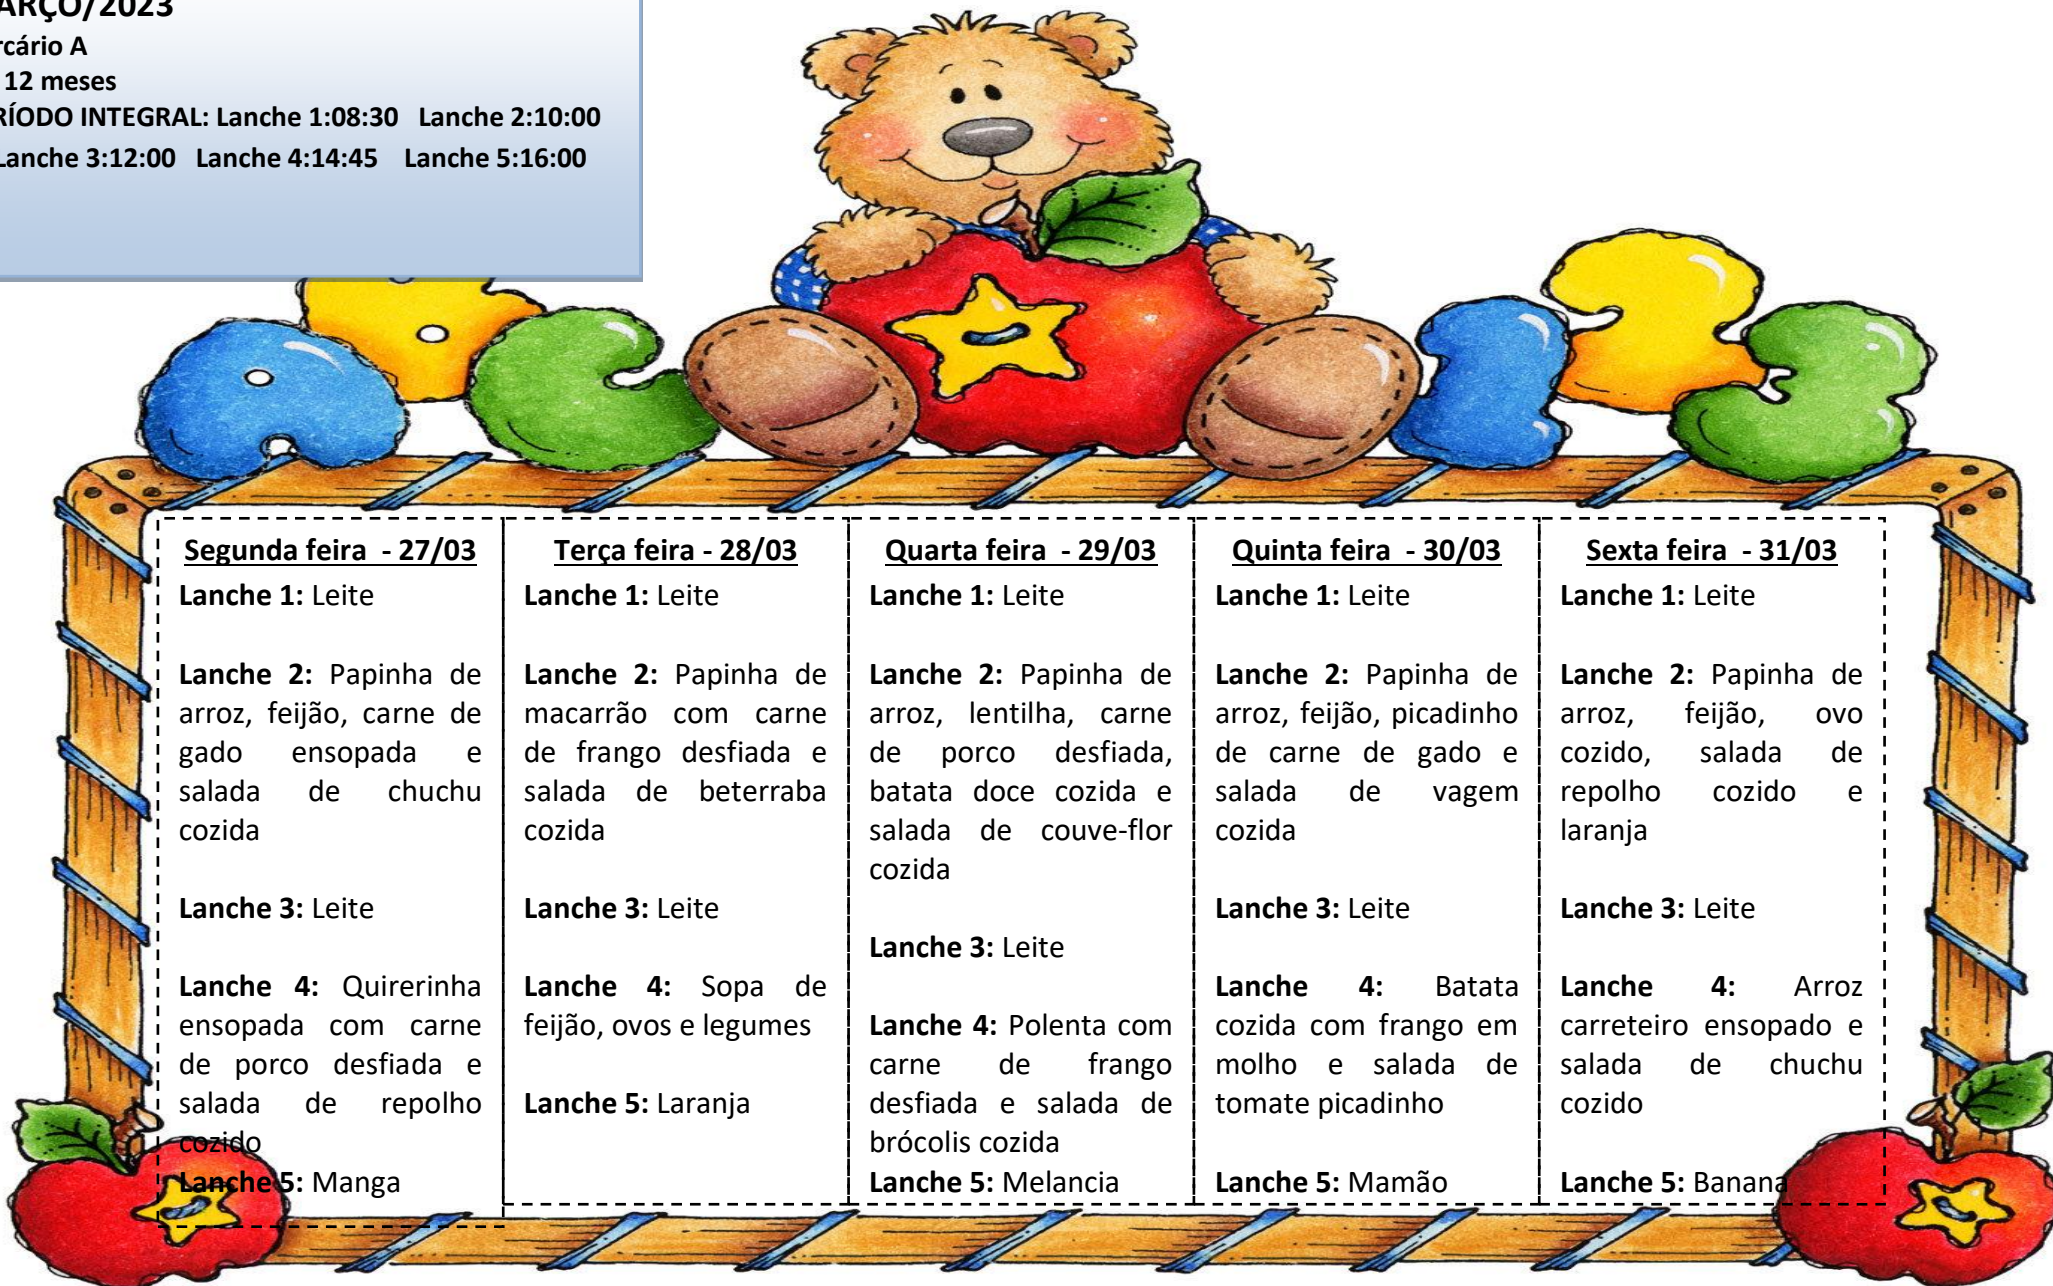 ARÇO/2023
rcário A
12 meses
RÍODO INTEGRAL: Lanche 1:08:30 Lanche 2:10:00
Lanche 3:12:00 Lanche 4:14:45 Lanche 5:16:00
Segunda feira - 27/03
Lanche 1: Leite
Lanche 2: Papinha de
arroz, feijão, carne de
gado ensopada e
salada de chuchu
cozida
Lanche 3: Leite
Lanche 4: Quirerinha
ensopada com carne
de porco desfiada e
salada de repolho
cozido
Lanche 5: Manga
Terça feira - 28/03
Lanche 1: Leite
Lanche 2: Papinha de
macarrão com carne
de frango desfiada e
salada de beterraba
cozida
Lanche 3: Leite
Lanche 4: Sopa de
feijão, ovos e legumes
Lanche 5: Laranja
Quarta feira - 29/03
Lanche 1: Leite
Lanche 2: Papinha de
arroz, lentilha, carne
de porco desfiada,
batata doce cozida e
salada de couve-flor
cozida
Lanche 3: Leite
Lanche 4: Polenta com
carne de frango
desfiada e salada de
brócolis cozida
Lanche 5: Melancia
Quinta feira - 30/03
Lanche 1: Leite
Lanche 2: Papinha de
arroz, feijão, picadinho
de carne de gado e
salada de vagem
cozida
Lanche 3: Leite
Lanche 4: Batata
cozida com frango em
molho e salada de
tomate picadinho
Lanche 5: Mamão
Sexta feira - 31/03
Lanche 1: Leite
Lanche 2: Papinha de
arroz, feijão, ovo
cozido, salada de
repolho cozido e
laranja
Lanche 3: Leite
Lanche 4: Arroz
carreteiro ensopado e
salada de chuchu
cozido
Lanche 5: Banana